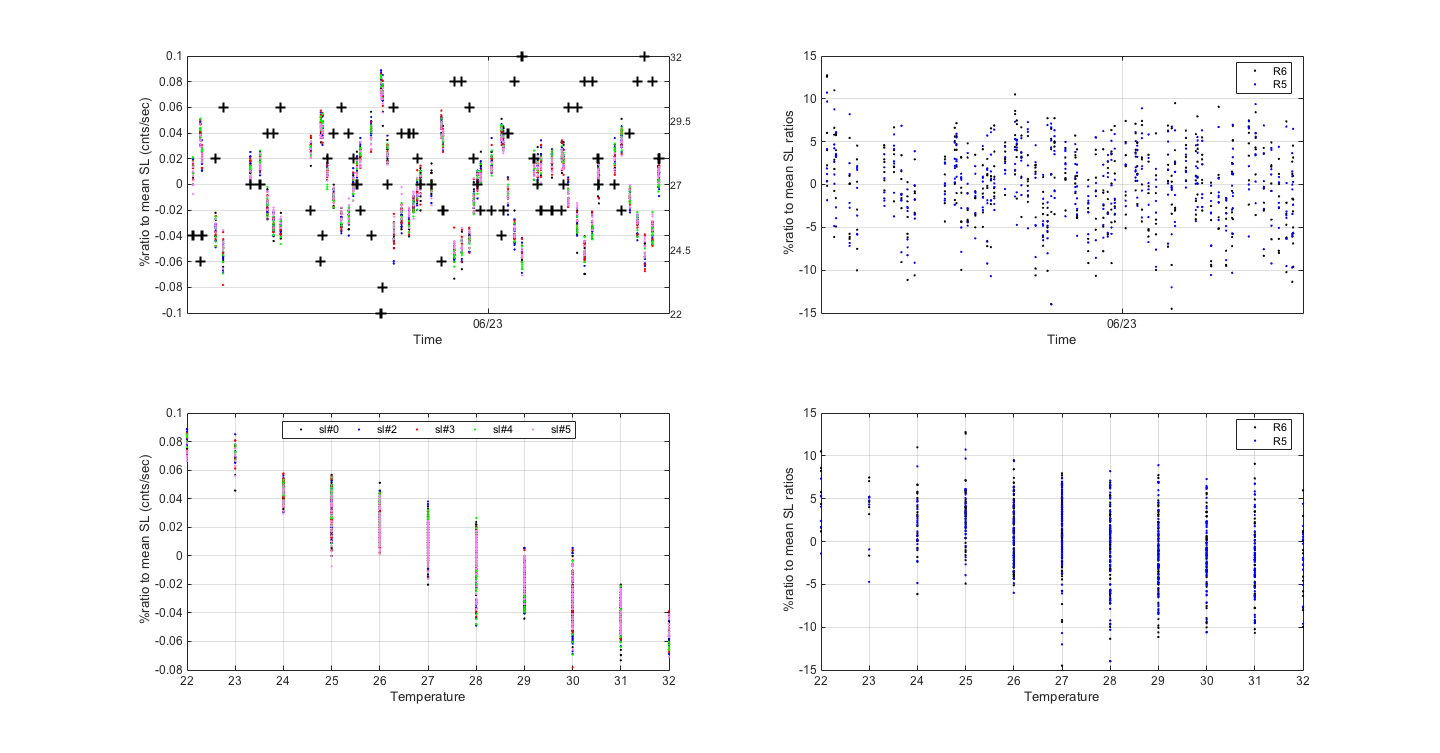 %ratio to mean SL (cnts/sec)
0.1
0.08
0.06
0.04
0.02
0
-0.02
-0.04
-0.06
-0.08
-0.1
32
29.5
27
24.5
22
06/23
Time
%ratio to mean SL ratios
15
10
5
0
-5
-10
-15
R6
R5
06/23
Time
%ratio to mean SL (cnts/sec)
0.1
0.08
0.06
0.04
0.02
0
-0.02
-0.04
-0.06
-0.08
sl#0 sl#2 sl#3 sl#4 sl#5
22 23 24 25 26 27 28 29 30 31 32
Temperature
%ratio to mean SL ratios
15
10
5
0
-5
-10
-15
R6
R5
22 23 24 25 26 27 28 29 30 31 32
Temperature